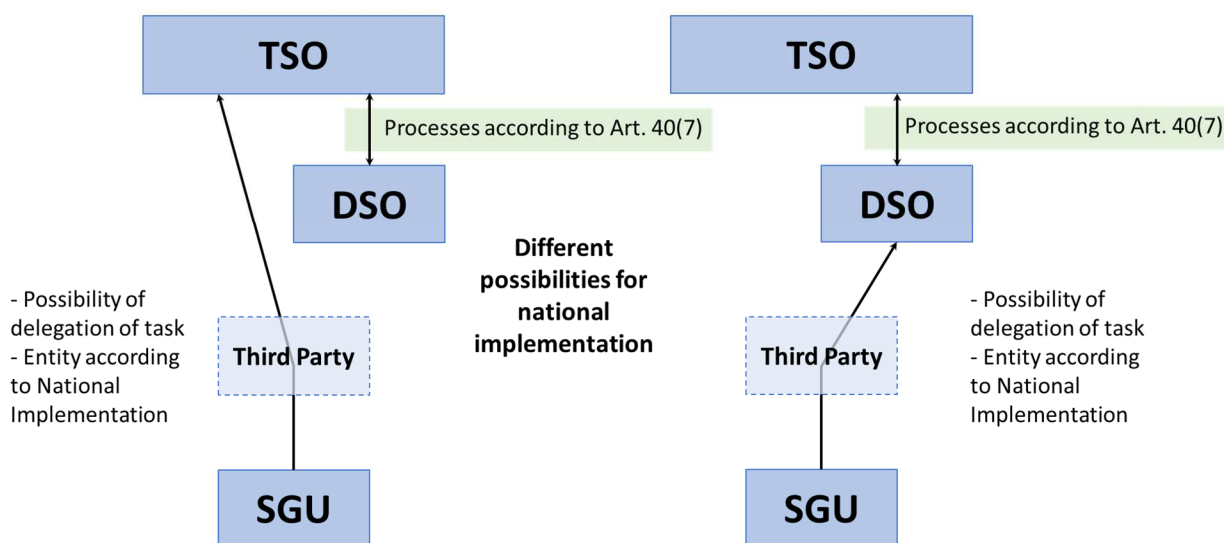 TSO
Processes according to Art. 40(7)
DSO
- Possibility of
delegation of task
- Entity according
to National
Implementation
Third Party
SGU
Different
possibilities for
national
implementation
TSO
Processes according to Art. 40(7)
DSO
Third Party
- Possibility of
delegation of task
- Entity according
to National
Implementation
SGU